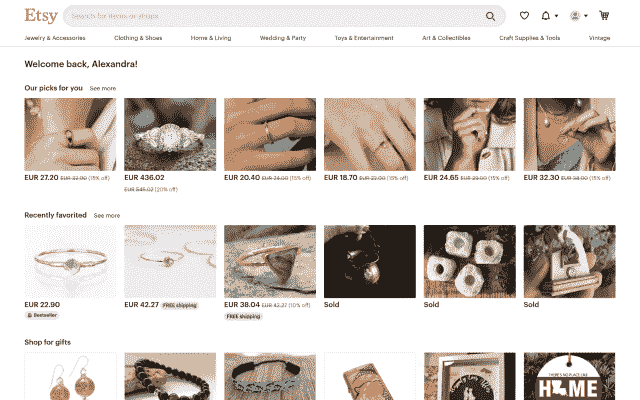 Etsy
Search for items or shops
Jewelry & Accessories Clothing & Shoes Home & Living Wedding & Party Toys & Entertainment Art & Collectibles Craft Supplies & Tools Vintage
Welcome back, Alexandra!
Our picks for you See more
EUR 27.20 EUR 32.00 (15% off) EUR 436.02 EUR 20.40 EUR 24.00 (15% off) EUR 18.70 EUR 22.00 (15% off) EUR 24.65 EUR 29.00 (15% off) EUR 32.30 EUR 38.00 (15% off)
EUR 545.02 (20% off)
Recently favorited See more
EUR 22.90 EUR 42.27 FREE shipping EUR 38.04 EUR 42.27 (10% off) Sold Sold Sold
Bestseller FREE shipping
Shop for gifts
THERE'S NO PLACE LIKE
HOME